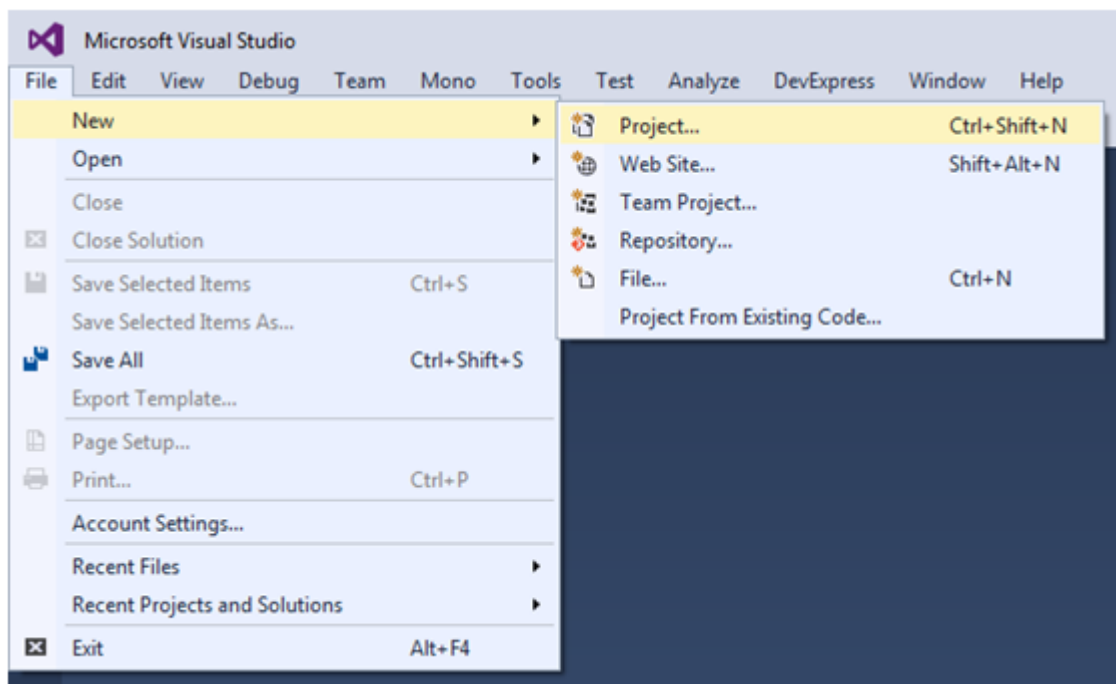 Microsoft Visual Studio
File Edit View Debug Team Mono Tools Test Analyze DevExpress Window Help
New
Open
Close
Close Solution
Save Selected Items Ctrl+S
Save Selected Items As...
Save All Ctrl+Shift+S
Export Template...
Page Setup...
Print... Ctrl+P
Account Settings...
Recent Files
Recent Projects and Solutions
Exit Alt+F4
Project... Ctrl+Shift+N
Web Site... Shift+Alt+N
Team Project...
Repository...
File... Ctrl+N
Project From Existing Code...